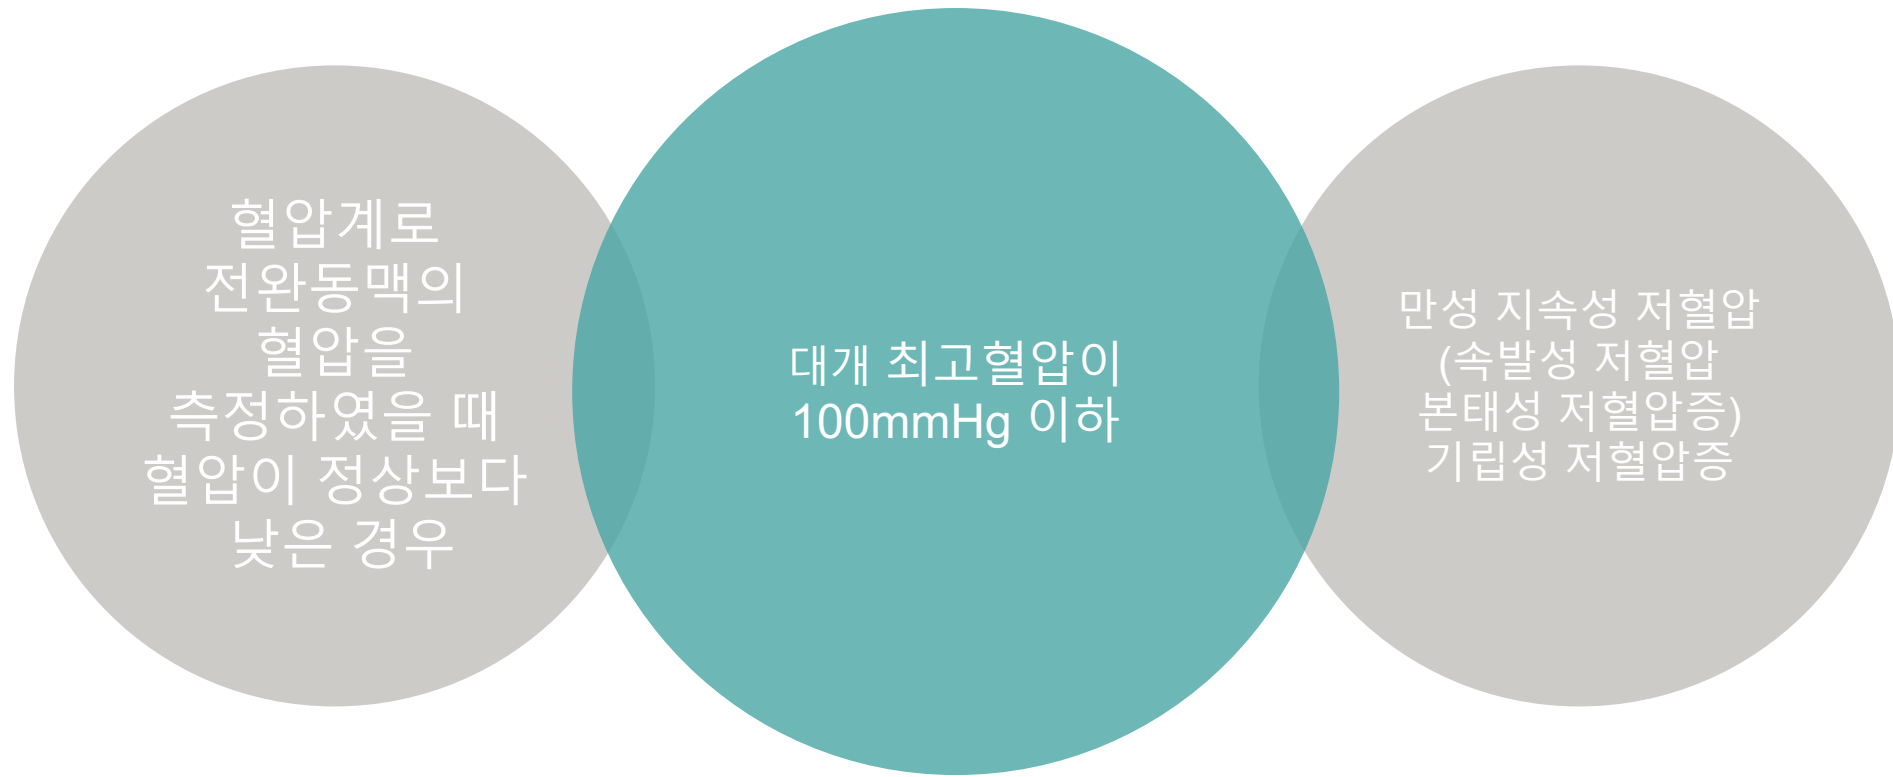 혈압계로
전완동맥의
혈압을
측정하였을 때
혈압이 정상보다
낮은 경우
대개 최고혈압이
100mmHg 이하
만성 지속성 저혈압
(속발성 저혈압
본태성 저혈압증)
기립성 저혈압증